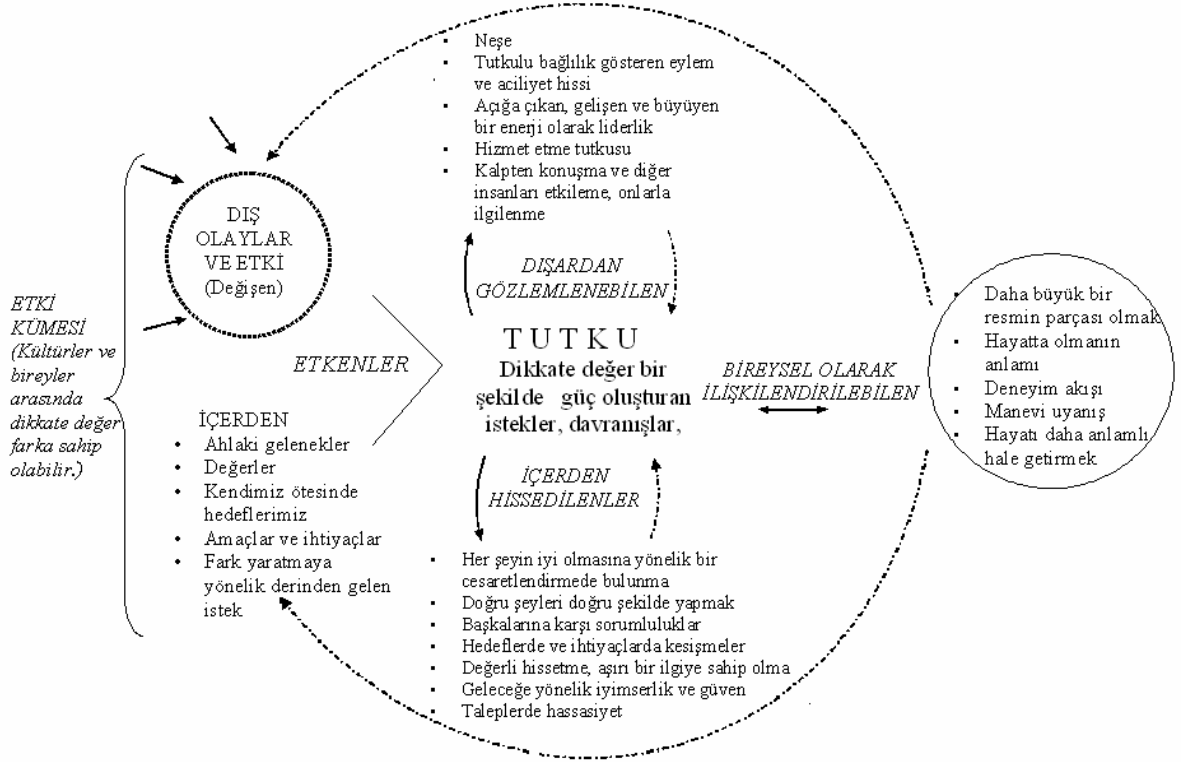 ▪ Neşe
▪ Tutkulu bağlılık gösteren eylem
ve aciliyet hissi
▪ Açığa çıkan, gelişen ve büyüyen
bir enerji olarak liderlik
▪ Hizmet etme tutkusu
▪ Kalpten konuşma ve diğer
insanları etkileme, onlarla
ilgilenme
DIŞ
OLAYLAR
VE ETKİ
(Değişen)
ETKİ
KÜMESİ
(Kültürler ve
bireyler
arasında
dikkate değer
farka sahip
olabilir.)
ETKENLER
İÇERDEN
• Ahlaki gelenekler
• Değerler
• Kendimiz ötesinde
hedeflerimiz
• Amaçlar ve ihtiyaçlar
• Fark yaratmaya
yönelik derinden gelen
istek
DIŞARDAN
GÖZLEMLENEBİLEN
T U T K U
Dikkate değer bir
şekilde güç oluşturan
istekler, davranışlar,
İÇERDEN
HİSSEDİLENLER
BİREYSEL OLARAK
İLİŞKİLENDİRİLEBİLEN
▪ Daha büyük bir
resmin parçası olmak
▪ Hayatta olmanın
anlamı
▪ Deneyim akışı
▪ Manevi uyanış
▪ Hayatı daha anlamlı
hale getirmek
▪ Her şeyin iyi olmasına yönelik bir
cesaretlendirmede bulunma
▪ Doğru şeyleri doğru şekilde yapmak
▪ Başkalarına karşı sorumluluklar
▪ Hedeflerde ve ihtiyaçlarda kesişmeler
▪ Değerli hissetme, aşırı bir ilgiye sahip olma
▪ Geleceğe yönelik iyimserlik ve güven
▪ Taleplerde hassasiyet